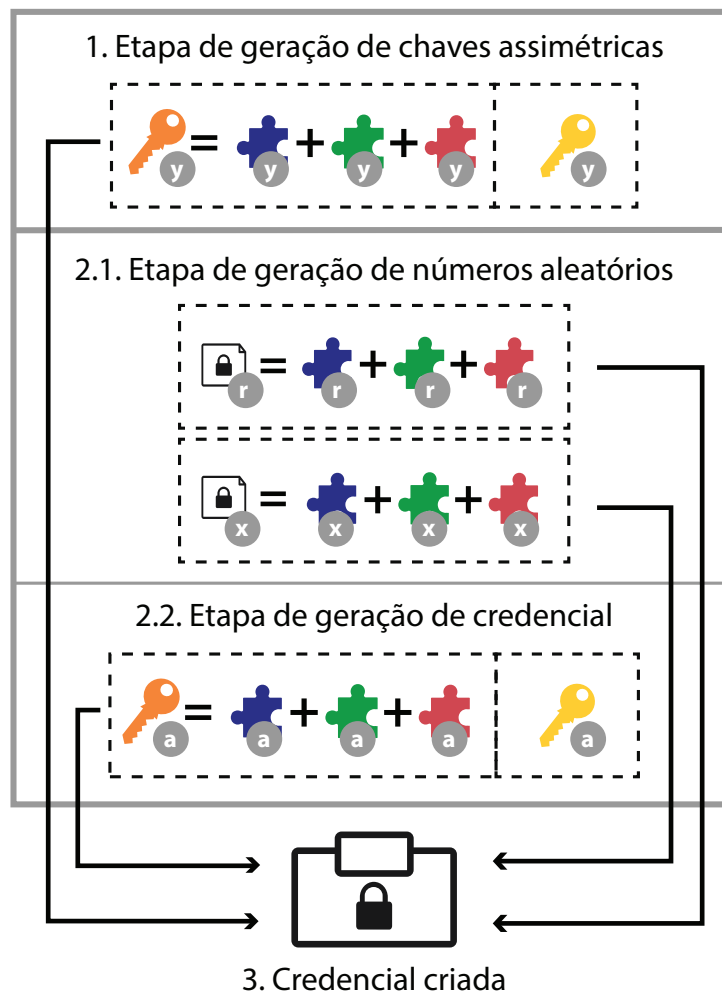 1. Etapa de geração de chaves assimétricas
y = y + y + y y
2.1. Etapa de geração de números aleatórios
r = r + r + r
x = x + x + x
2.2. Etapa de geração de credencial
a = a + a + a a
3. Credencial criada